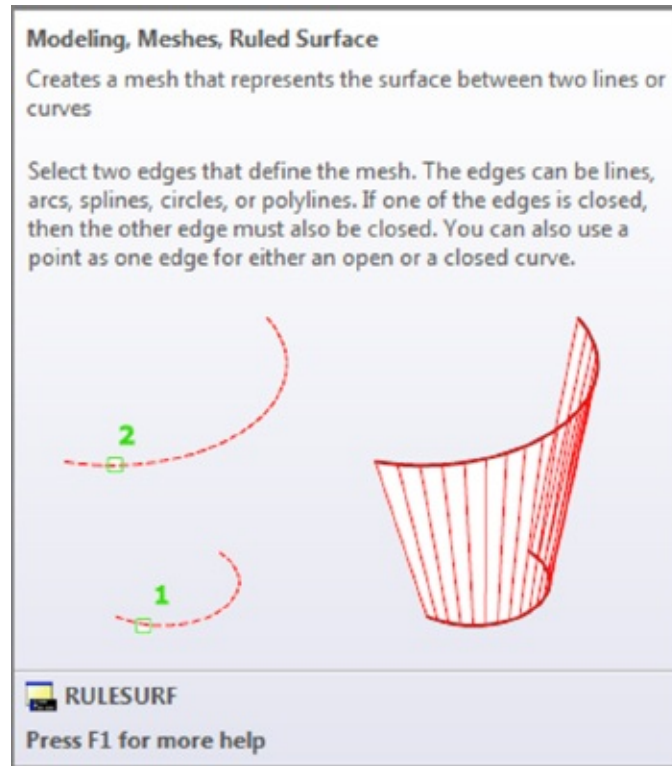 Modeling, Meshes, Ruled Surface
Creates a mesh that represents the surface between two lines or
curves
Select two edges that define the mesh. The edges can be lines,
arcs, splines, circles, or polylines. If one of the edges is closed,
then the other edge must also be closed. You can also use a
point as one edge for either an open or a closed curve.
2
1
RULESURF
Press F1 for more help